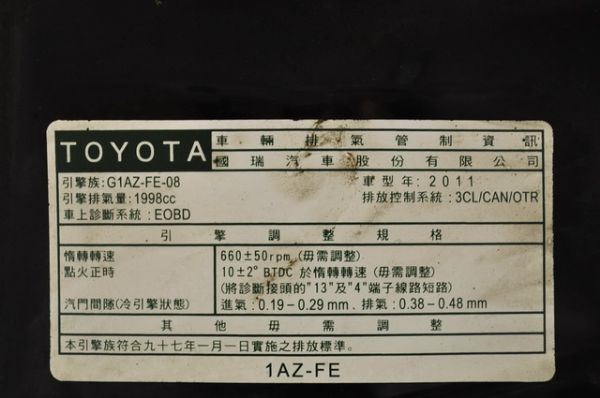 TOYOTA
車輛排氣管制資訊
國瑞汽車股份有限公司
引擎族:G1AZ-FE-08
車型年:2011
引擎排氣量:1998cc
排放控制系統:3CL/CAN/OTR
車上診斷系統:EOBD
引擎調整規格
惰轉轉速 660±50rpm (毋需調整)
點火正時 10±2° BTDC 於惰轉轉速 (毋需調整)
(將診斷接頭的"13"及"4"端子線路短路)
汽門間隙(冷引擎狀態) 進氣:0.19-0.29mm、排氣:0.38-0.48mm
其他毋需調整
本引擎族符合九十七年一月一日實施之排放標準。
1AZ-FE